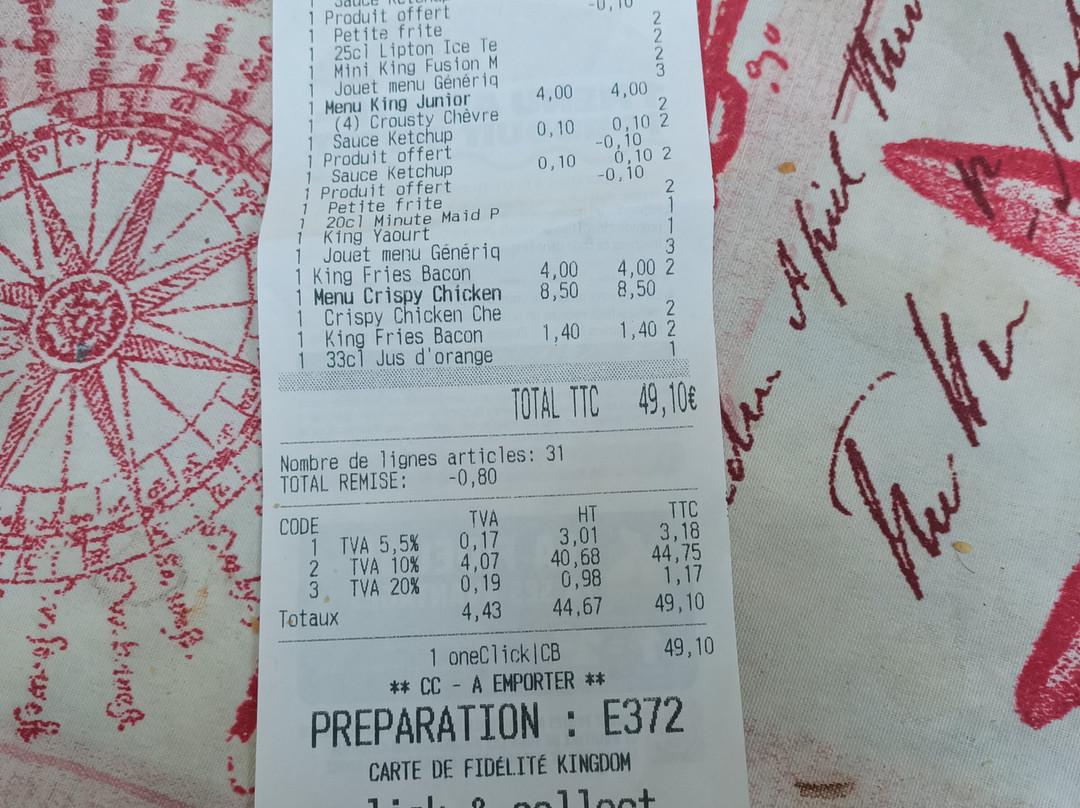 1 Sauce Ketchup -0,10
1 Produit offert
1 Petite frite 2
1 25cl Lipton Ice Te 2
1 Mini King Fusion M 2
1 Jouet menu Génériq 3
1 Menu King Junior 4,00 4,00
1 (4) Crousty Chèvre 2
1 Sauce Ketchup 0,10 0,10 2
1 Produit offert -0,10
1 Sauce Ketchup 0,10 0,10 2
1 Produit offert -0,10
1 Petite frite 2
1 20cl Minute Maid P 1
1 King Yaourt 1
1 Jouet menu Génériq 3
1 King Fries Bacon 4,00 4,00 2
1 Menu Crispy Chicken 8,50 8,50
1 Crispy Chicken Che 2
1 King Fries Bacon 1,40 1,40 2
1 33cl Jus d'orange 1
TOTAL TTC 49,10€
Nombre de lignes articles: 31
TOTAL REMISE: -0,80
CODE TVA HT TTC
1 TVA 5,5% 0,17 3,01 3,18
2 TVA 10% 4,07 40,68 44,75
3 TVA 20% 0,19 0,98 1,17
Totaux 4,43 44,67 49,10
1 oneClick|CB 49,10
** CC - A EMPORTER **
PREPARATION : E372
CARTE DE FIDÉLITÉ KINGDOM
& collect